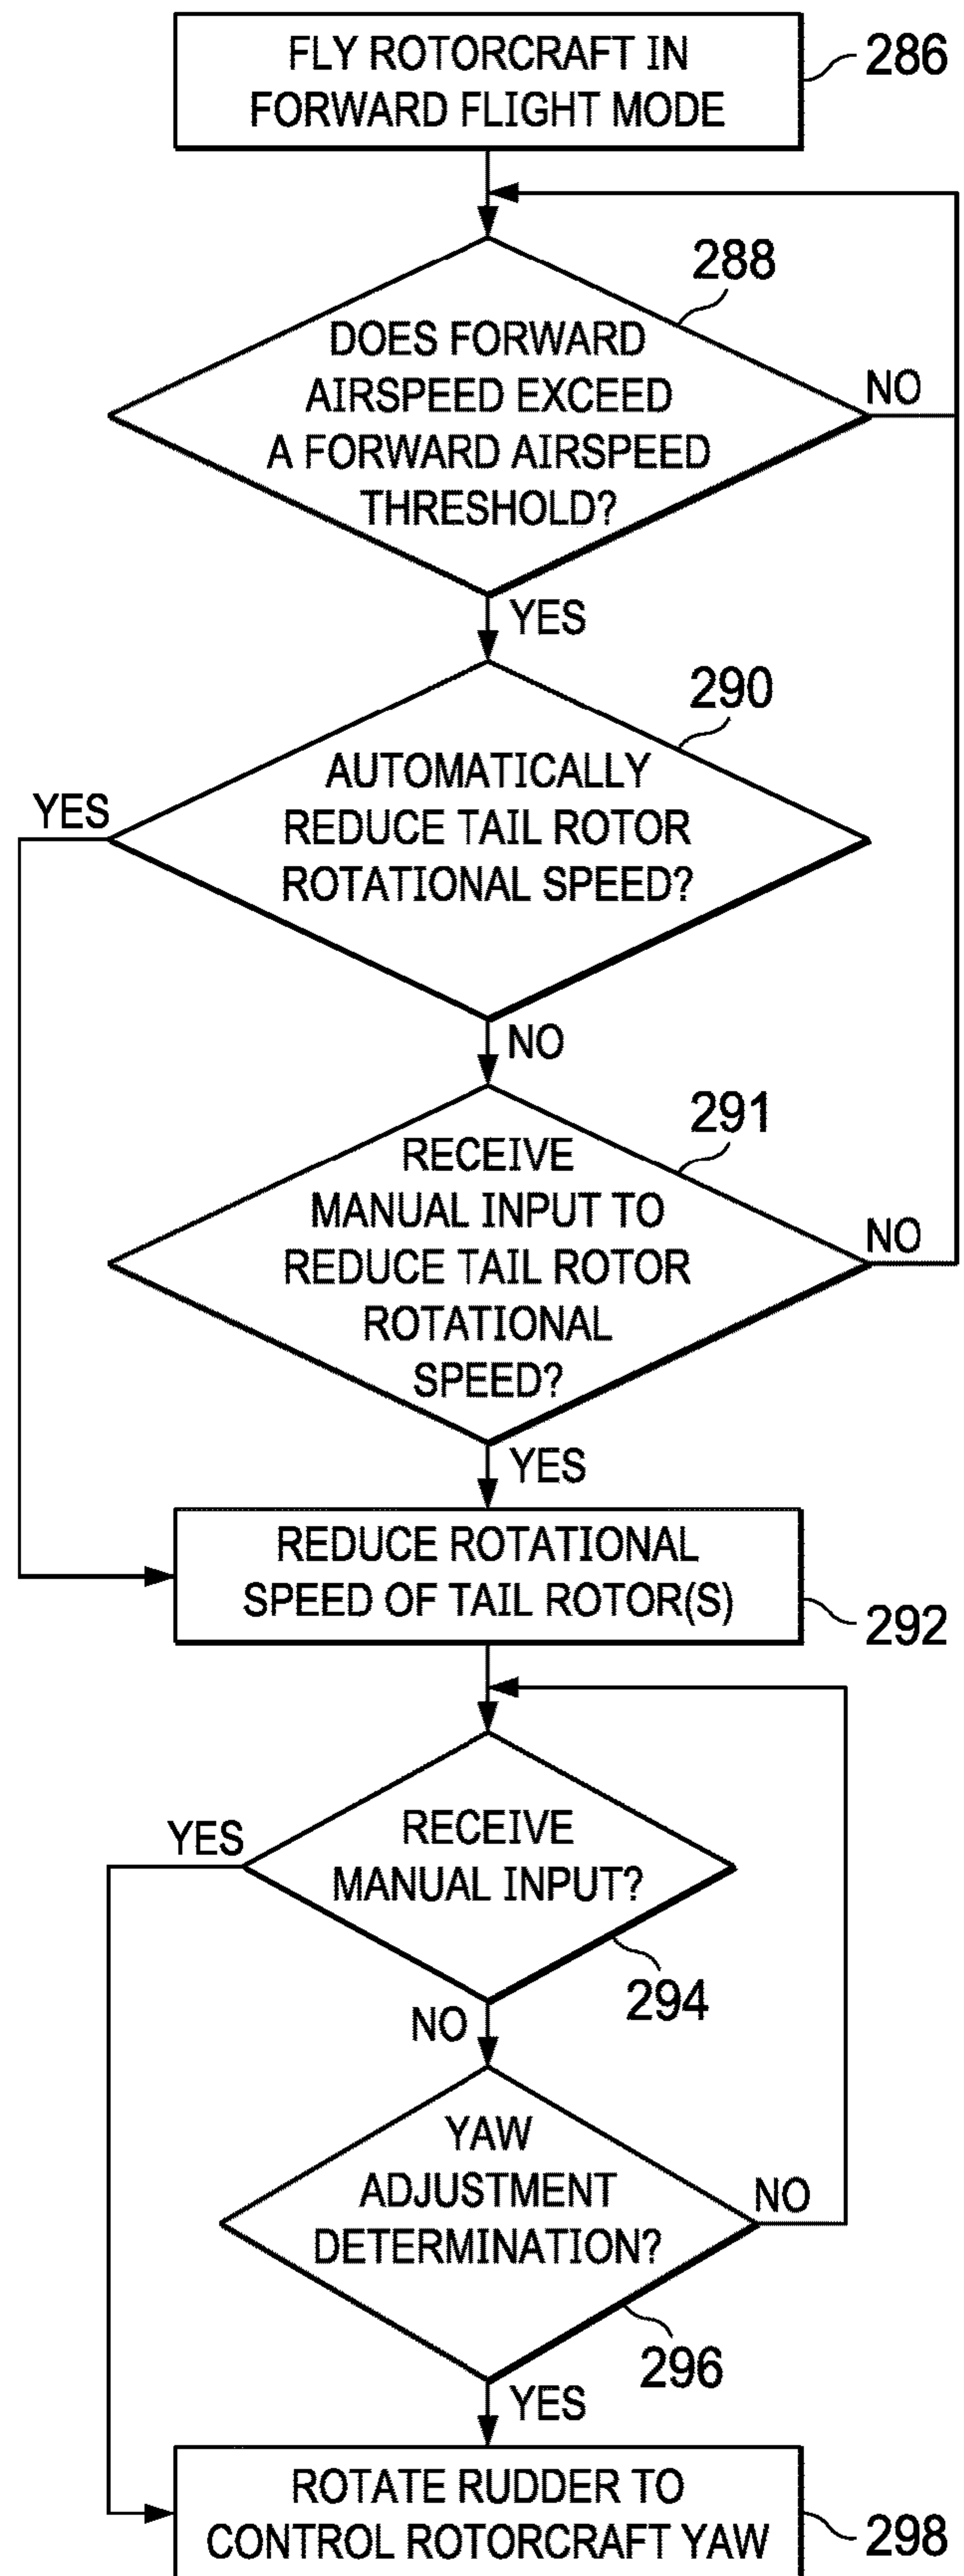 FLY ROTORCRAFT IN
FORWARD FLIGHT MODE
286
288
DOES FORWARD
AIRSPEED EXCEED
A FORWARD AIRSPEED
THRESHOLD?
NO
YES
290
AUTOMATICALLY
REDUCE TAIL ROTOR
ROTATIONAL SPEED?
YES
NO
291
RECEIVE
MANUAL INPUT TO
REDUCE TAIL ROTOR
ROTATIONAL
SPEED?
NO
YES
REDUCE ROTATIONAL
SPEED OF TAIL ROTOR(S)
292
YES
RECEIVE
MANUAL INPUT?
294
NO
YAW
ADJUSTMENT
DETERMINATION?
NO
296
YES
ROTATE RUDDER TO
CONTROL ROTORCRAFT YAW
298